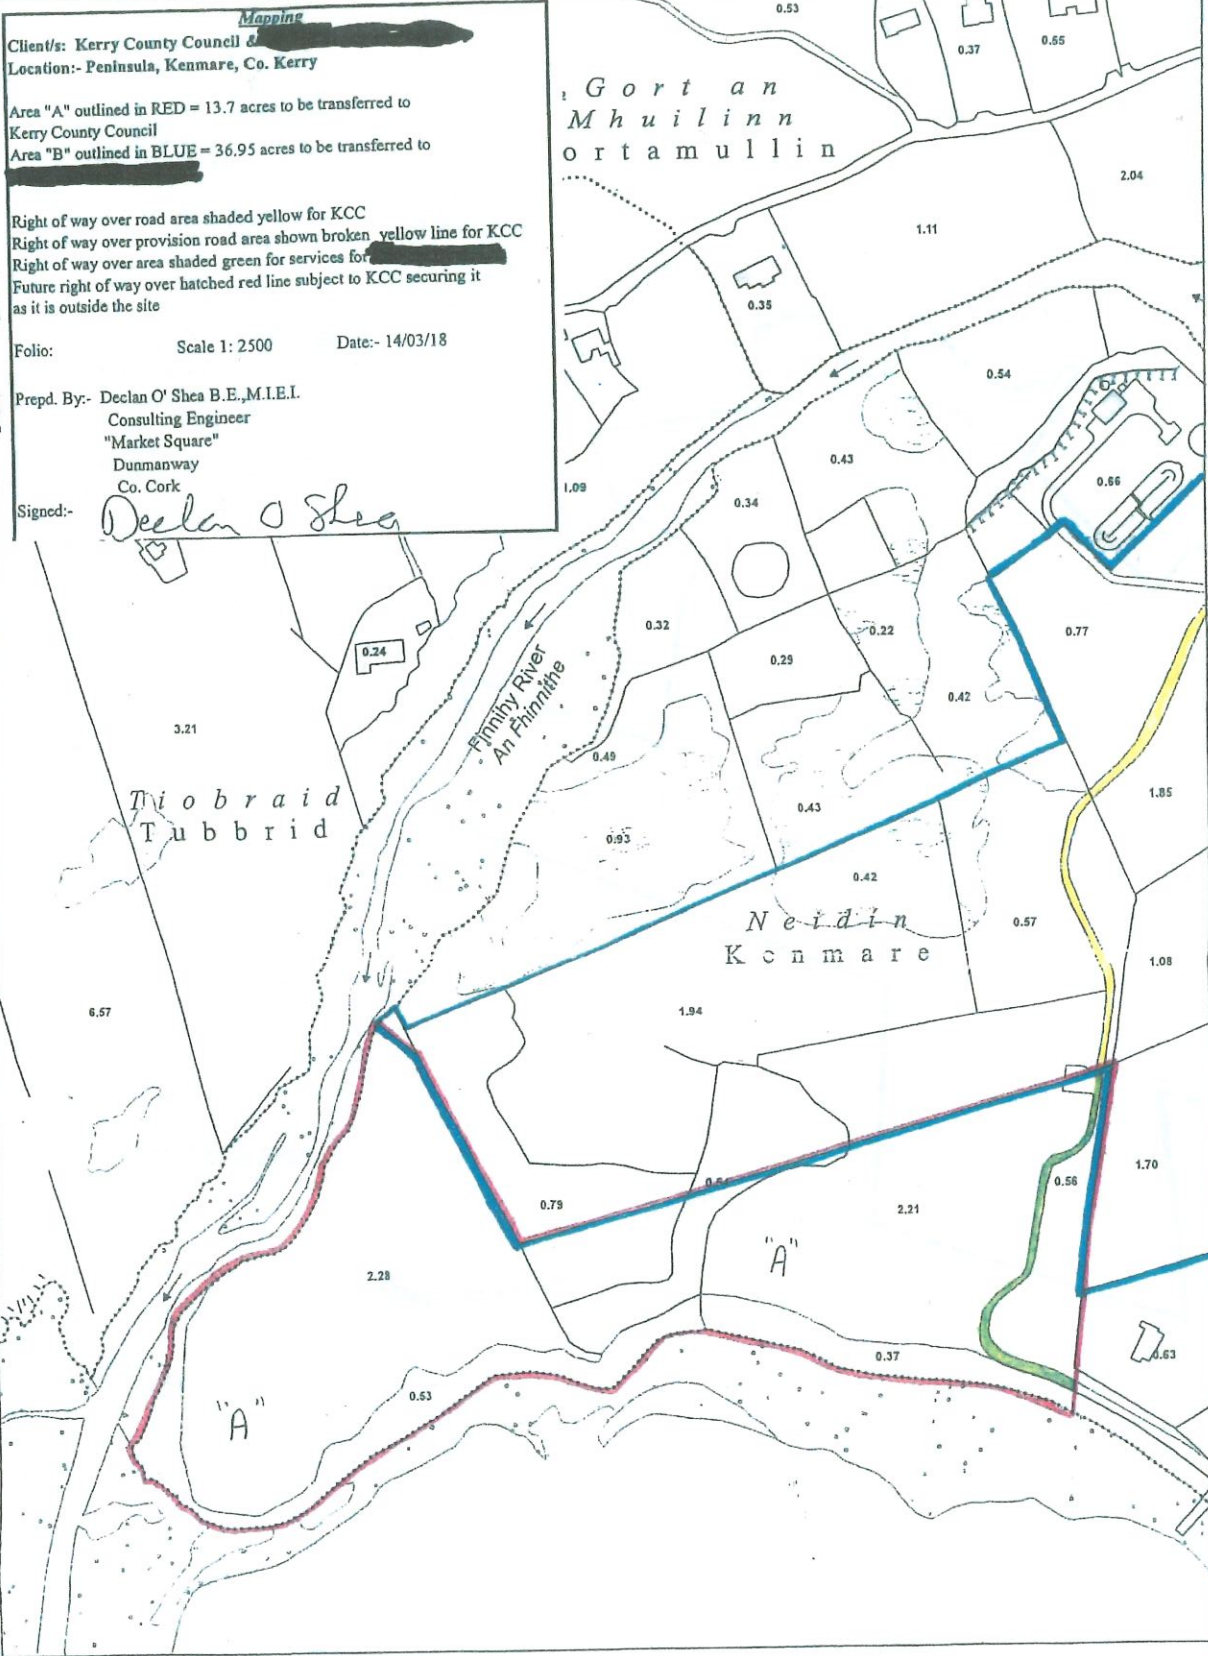 Mapping
Client/s: Kerry County Council &
Location:- Peninsula, Kenmare, Co. Kerry
Area "A" outlined in RED = 13.7 acres to be transferred to
Kerry County Council
Area "B" outlined in BLUE = 36.95 acres to be transferred to
Right of way over road area shaded yellow for KCC
Right of way over provision road area shown broken yellow line for KCC
Right of way over area shaded green for services for
Future right of way over hatched red line subject to KCC securing it
as it is outside the site
Folio: Scale 1: 2500 Date:- 14/03/18
Prepd. By:- Declan O' Shea B.E.,M.I.E.I.
Consulting Engineer
"Market Square"
Dunmanway
Co. Cork
Signed:- Declan O Shea
0.53
0.37
0.55
Gort an
Mhuilinn
ortamullin
2.04
1.11
0.35
0.54
0.43
0.66
1.09
0.34
0.32
0.22
0.77
0.24
0.29
0.42
Finnihy River
An Fhinnithe
3.21
0.49
Tiobraid
Tubbrid
0.43
1.85
0.93
0.42
Neidín
Kenmare
0.57
1.08
6.57
1.94
1.70
0.56
0.79
2.21
"A"
2.28
0.37
0.63
0.53
"A"